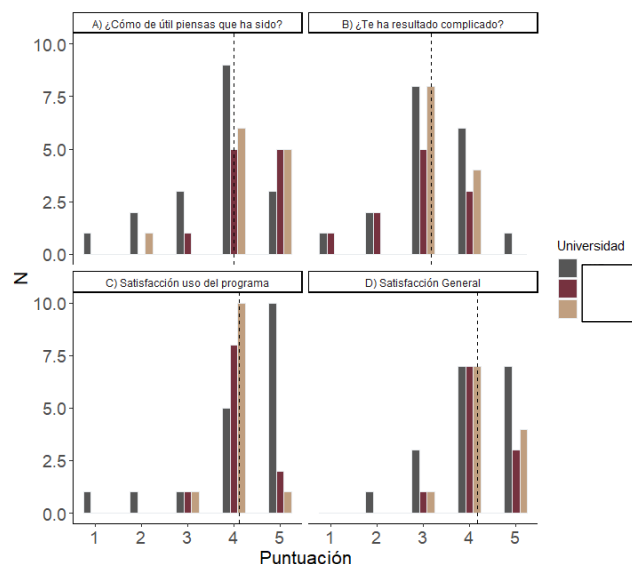 A) ¿Cómo de útil piensas que ha sido?
B) ¿Te ha resultado complicado?
10.0
7.5
5.0
2.5
0.0
Universidad
N
C) Satisfacción uso del programa
D) Satisfacción General
10.0
7.5
5.0
2.5
0.0
1 2 3 4 5
1 2 3 4 5
Puntuación